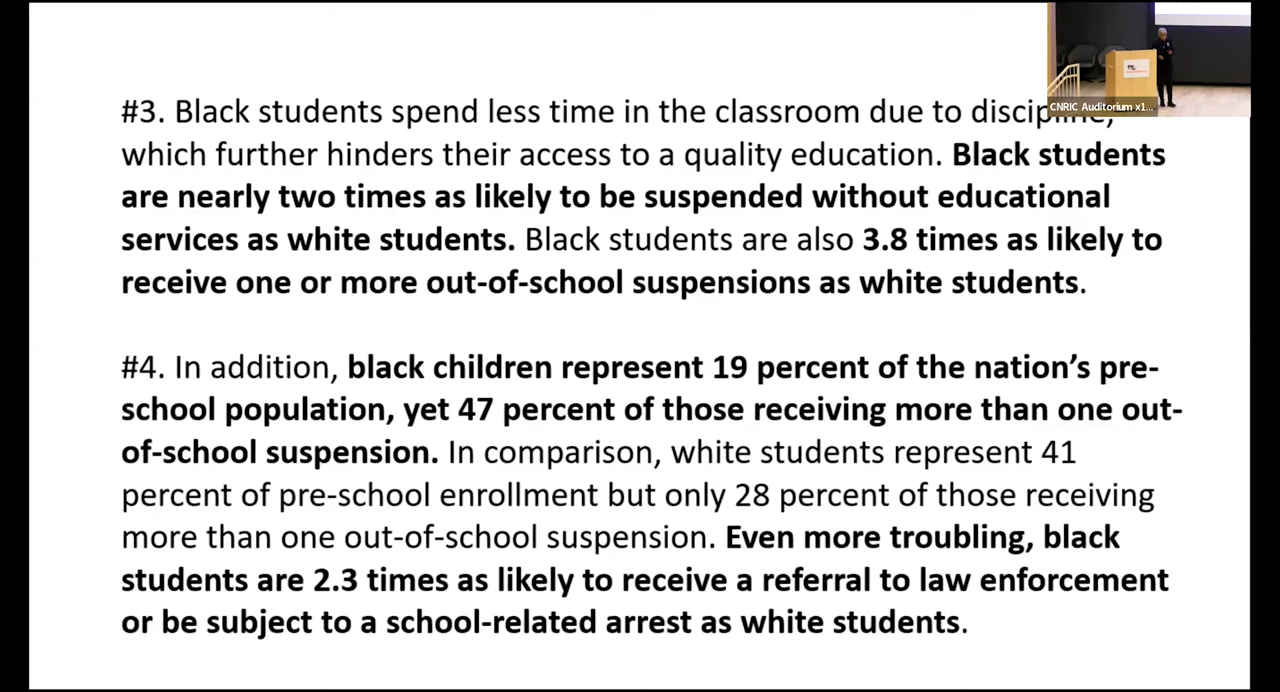 #3. Black students spend less time in the classroom due to discipline,
which further hinders their access to a quality education. Black students
are nearly two times as likely to be suspended without educational
services as white students. Black students are also 3.8 times as likely to
receive one or more out-of-school suspensions as white students.
#4. In addition, black children represent 19 percent of the nation’s pre-
school population, yet 47 percent of those receiving more than one out-
of-school suspension. In comparison, white students represent 41
percent of pre-school enrollment but only 28 percent of those receiving
more than one out-of-school suspension. Even more troubling, black
students are 2.3 times as likely to receive a referral to law enforcement
or be subject to a school-related arrest as white students.
CNRIC Auditorium x1...